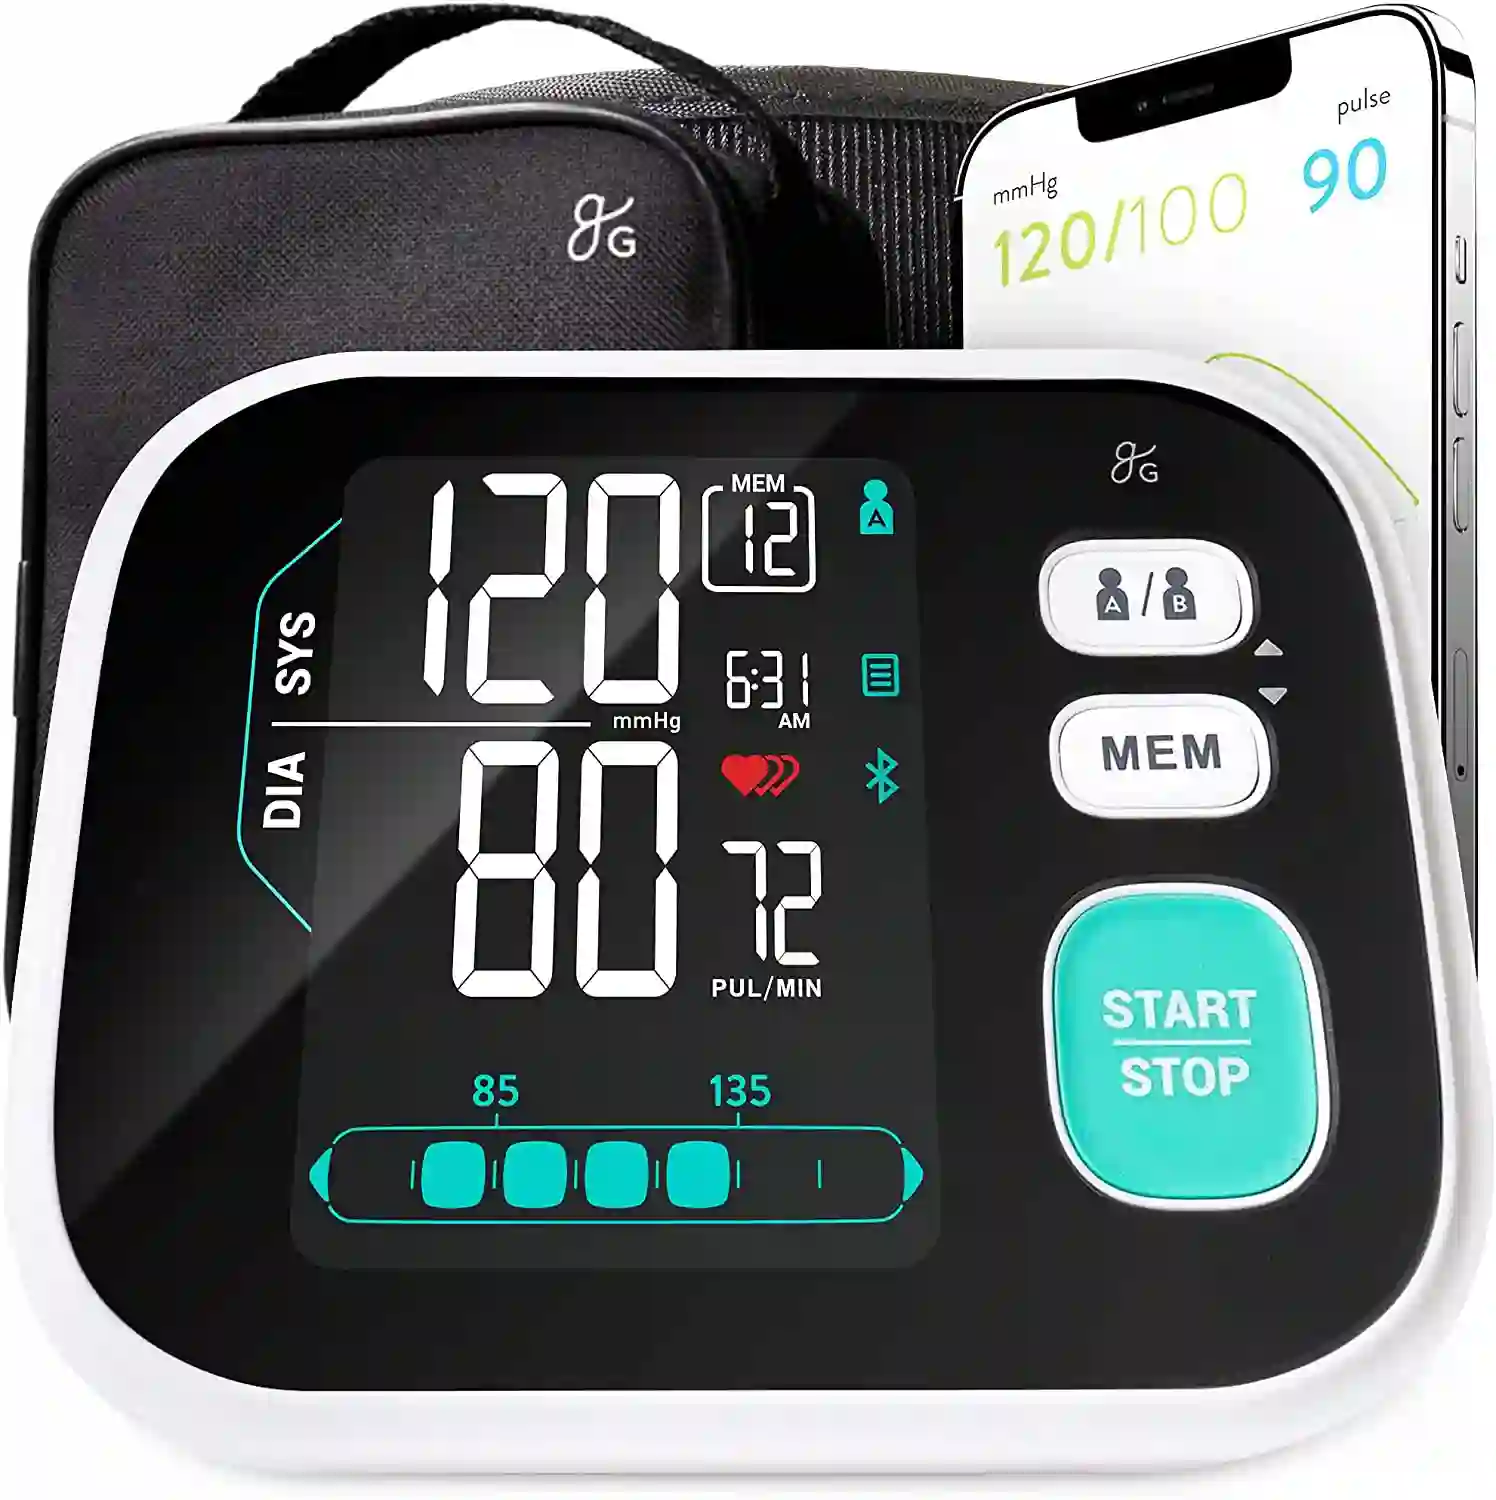 gG
mmHg
120/100
pulse
90
gG
SYS
DIA
120
mmHg
80
MEM
12
A
6:31
AM
72
PUL/MIN
85
135
A / B
MEM
START
STOP